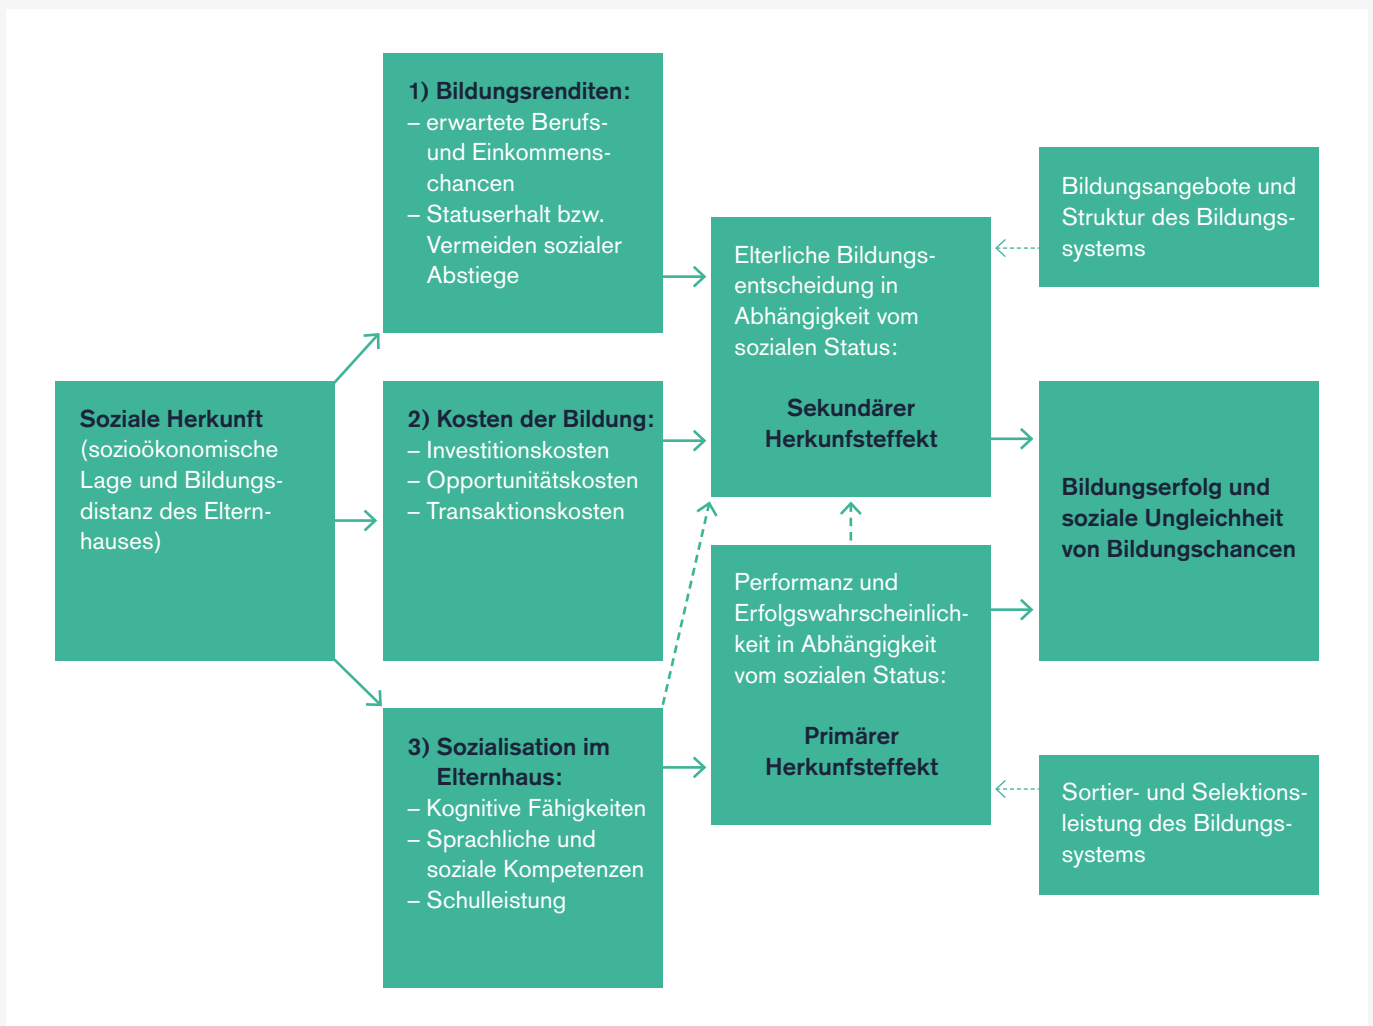 Soziale Herkunft
(sozioökonomische
Lage und Bildungs-
distanz des Eltern-
hauses)
1) Bildungsrenditen:
– erwartete Berufs-
und Einkommens-
chancen
– Statuserhalt bzw.
Vermeiden sozialer
Abstiege
2) Kosten der Bildung:
– Investitionskosten
– Opportunitätskosten
– Transaktionskosten
3) Sozialisation im
Elternhaus:
– Kognitive Fähigkeiten
– Sprachliche und
soziale Kompetenzen
– Schulleistung
Elterliche Bildungs-
entscheidung in
Abhängigkeit vom
sozialen Status:
Sekundärer
Herkunfsteffekt
Performanz und
Erfolgswahrscheinlich-
keit in Abhängigkeit
vom sozialen Status:
Primärer
Herkunfsteffekt
Bildungsangebote und
Struktur des Bildungs-
systems
Bildungserfolg und
soziale Ungleichheit
von Bildungschancen
Sortier- und Selektions-
leistung des Bildungs-
systems